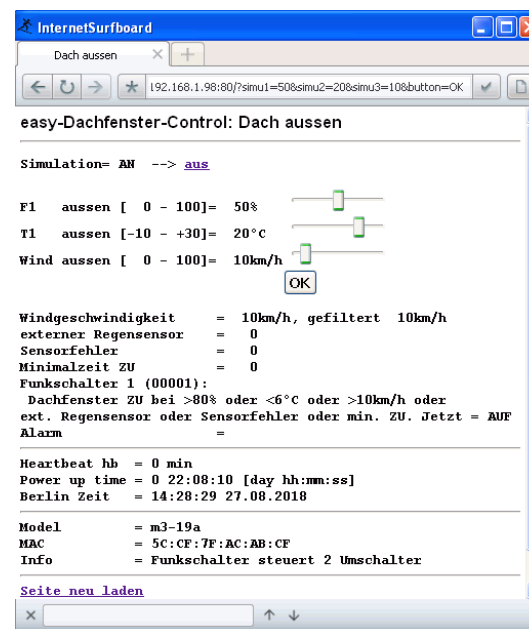 InternetSurfboard
Dach aussen
192.168.1.98:80/?simu1=50&simu2=20&simu3=10&button=OK
easy-Dachfenster-Control: Dach aussen
Simulation= AN --> aus
F1 aussen [ 0 - 100]= 50%
T1 aussen [-10 - +30]= 20°C
Wind aussen [ 0 - 100]= 10km/h
OK
Windgeschwindigkeit = 10km/h, gefiltert 10km/h
externer Regensensor = 0
Sensorfehler = 0
Minimalzeit ZU = 0
Funkschalter 1 (00001):
Dachfenster ZU bei >80% oder <6°C oder >10km/h oder
ext. Regensensor oder Sensorfehler oder min. ZU. Jetzt = AUF
Alarm =
Heartbeat hb = 0 min
Power up time = 0 22:08:10 [day hh:mm:ss]
Berlin Zeit = 14:28:29 27.08.2018
Model = m3-19a
MAC = 5C:CF:7F:AC:AB:CF
Info = Funkschalter steuert 2 Umschalter
Seite neu laden